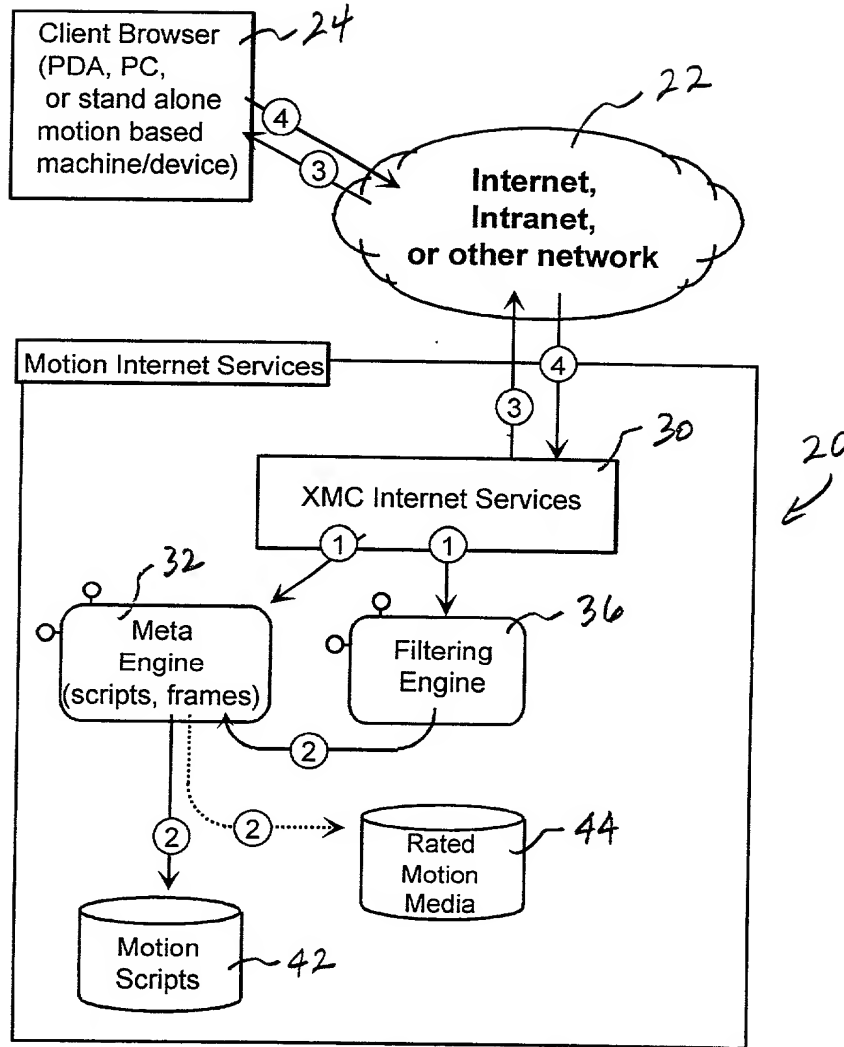 Client Browser
(PDA, PC,
or stand alone
motion based
machine/device)
24
4
3
22
Internet,
Intranet,
or other network
Motion Internet Services
3
4
30
XMC Internet Services
20
1
1
32
36
Meta
Engine
(scripts, frames)
Filtering
Engine
2
2
2
44
Rated
Motion
Media
Motion
Scripts
42